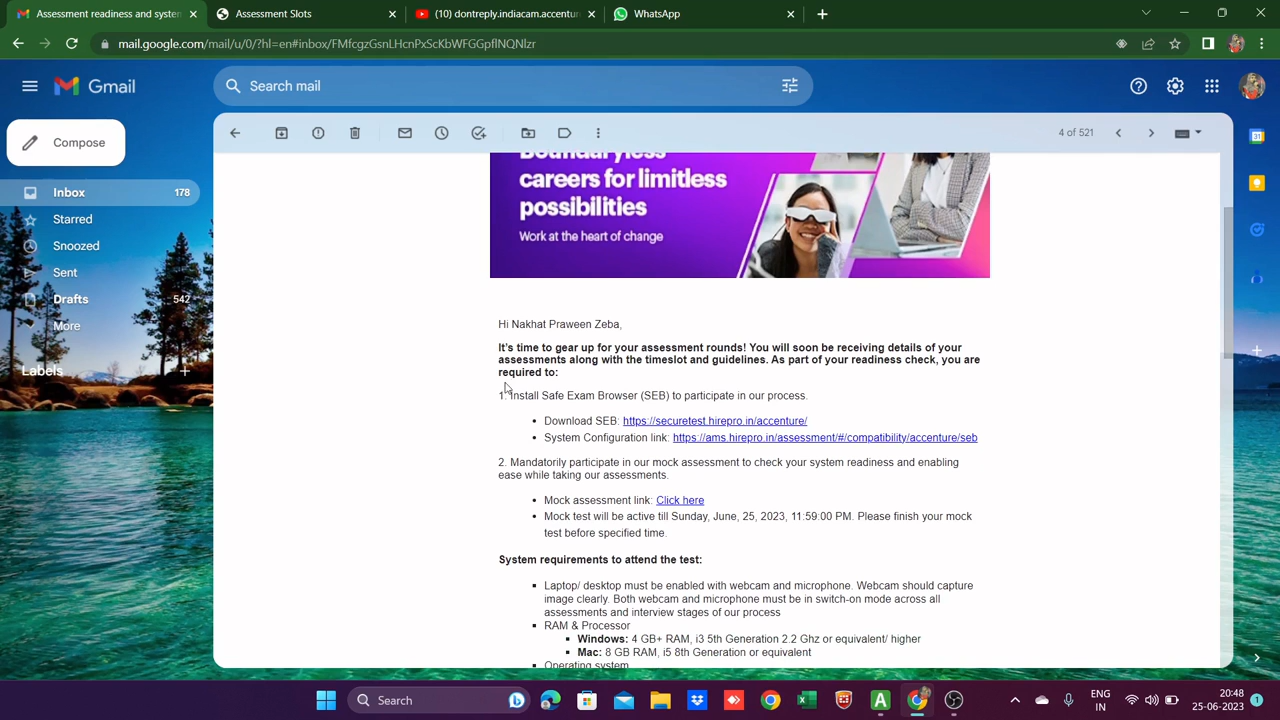 Assessment readiness and system
Assessment Slots
(10) dontreply.indiacam.accentur
WhatsApp
mail.google.com/mail/u/0/?hl=en#inbox/FMfcgzGsnLHcnPxScKbWFGGpflNQNlzr
Gmail
Search mail
Compose
4 of 521
Inbox 178
Starred
Snoozed
Sent
Drafts 542
More
Labels
Boundaryless
careers for limitless
possibilities
Work at the heart of change
Hi Nakhat Praween Zeba,
It's time to gear up for your assessment rounds! You will soon be receiving details of your
assessments along with the timeslot and guidelines. As part of your readiness check, you are
required to:
1. Install Safe Exam Browser (SEB) to participate in our process.
Download SEB: https://securetest.hirepro.in/accenture/
System Configuration link: https://ams.hirepro.in/assessment/#/compatibility/accenture/seb
2. Mandatorily participate in our mock assessment to check your system readiness and enabling
ease while taking our assessments.
Mock assessment link: Click here
Mock test will be active till Sunday, June, 25, 2023, 11:59:00 PM. Please finish your mock
test before specified time.
System requirements to attend the test:
Laptop/ desktop must be enabled with webcam and microphone. Webcam should capture
image clearly. Both webcam and microphone must be in switch-on mode across all
assessments and interview stages of our process
RAM & Processor
Windows: 4 GB+ RAM, i3 5th Generation 2.2 Ghz or equivalent/ higher
Mac: 8 GB RAM, i5 8th Generation or equivalent
Operating system
Search
ENG
IN
20:48
25-06-2023